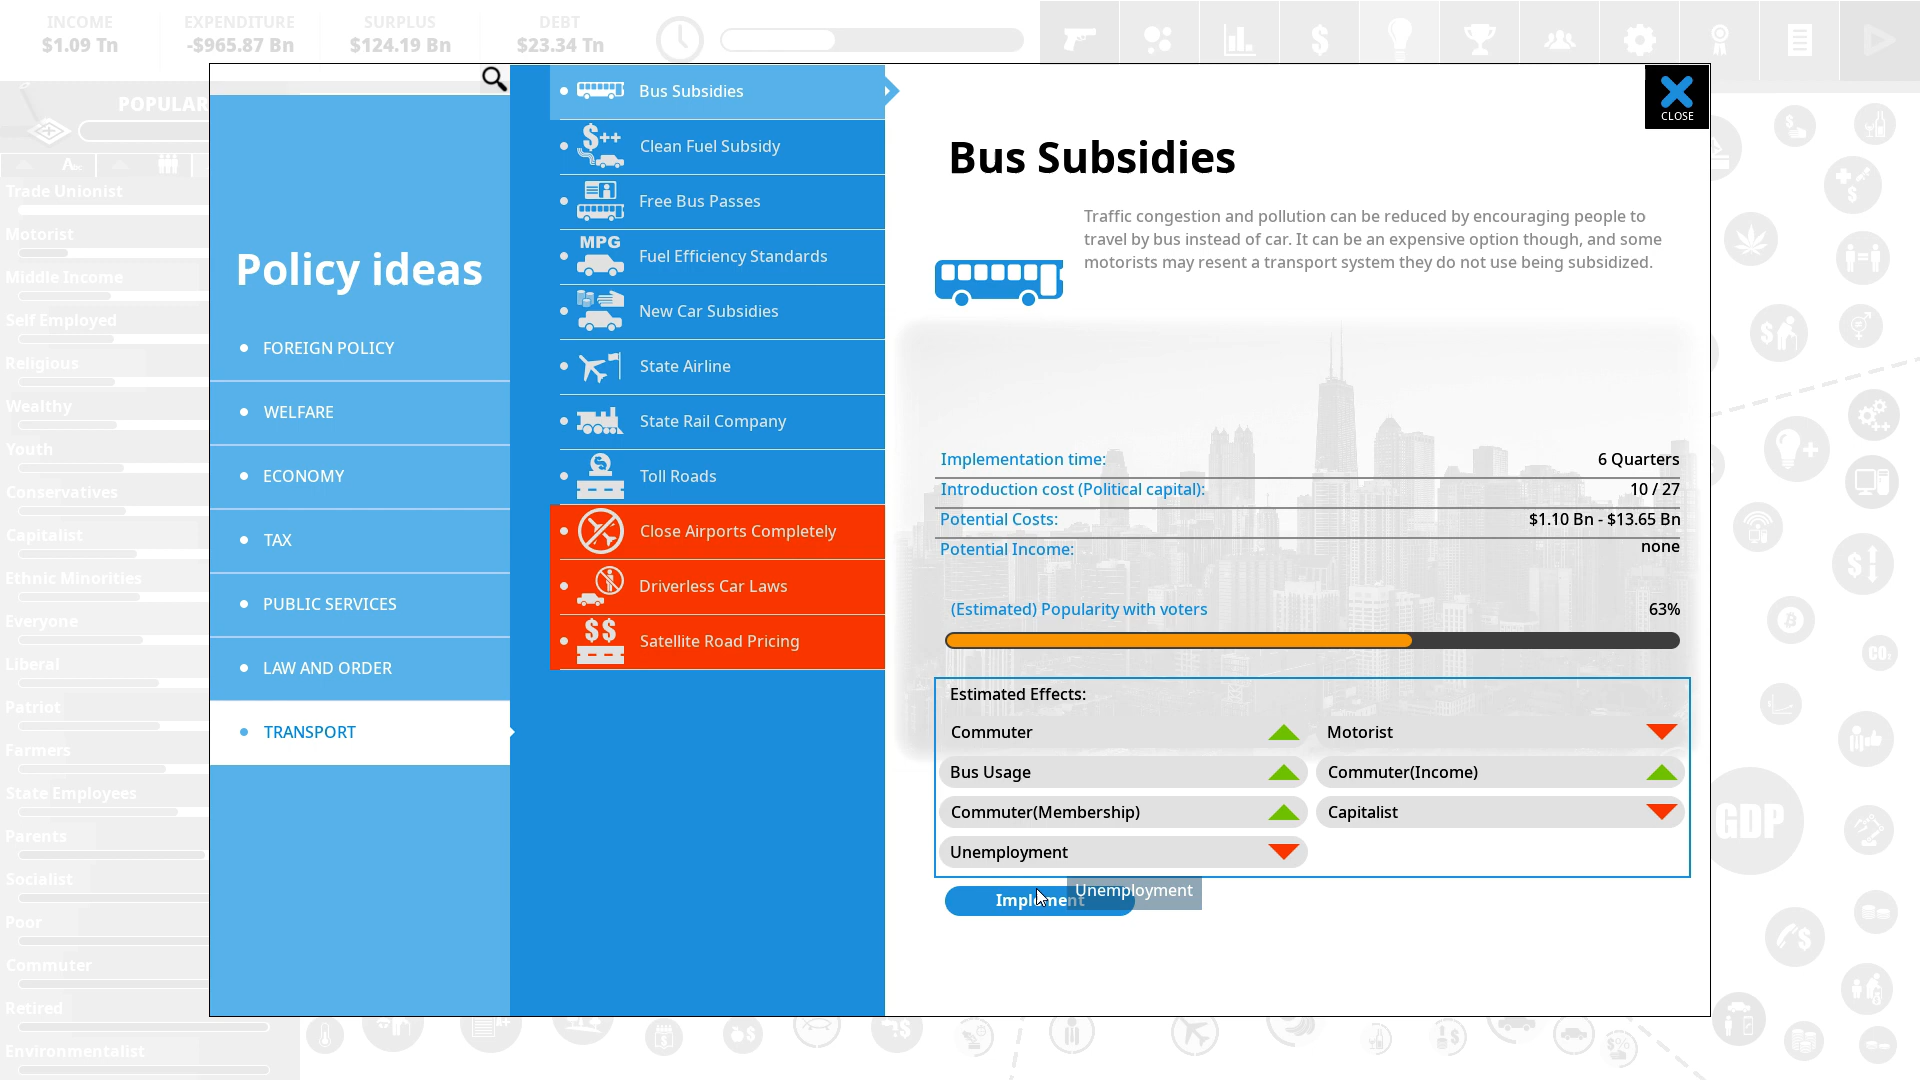 INCOME
$1.09 Tn
EXPENDITURE
-$965.87 Bn
SURPLUS
$124.19 Bn
DEBT
$23.34 Tn
POPULAR
Trade Unionist
Motorist
Middle Income
Self Employed
Religious
Wealthy
Youth
Conservatives
Capitalist
Ethnic Minorities
Everyone
Liberal
Patriot
Farmers
State Employees
Parents
Socialist
Poor
Commuter
Retired
Environmentalist
Policy ideas
FOREIGN POLICY
WELFARE
ECONOMY
TAX
PUBLIC SERVICES
LAW AND ORDER
TRANSPORT
Bus Subsidies
Clean Fuel Subsidy
Free Bus Passes
MPG
Fuel Efficiency Standards
New Car Subsidies
State Airline
State Rail Company
Toll Roads
Close Airports Completely
Driverless Car Laws
Satellite Road Pricing
CLOSE
Bus Subsidies
Traffic congestion and pollution can be reduced by encouraging people to
travel by bus instead of car. It can be an expensive option though, and some
motorists may resent a transport system they do not use being subsidized.
Implementation time: 6 Quarters
Introduction cost (Political capital): 10 / 27
Potential Costs: $1.10 Bn - $13.65 Bn
Potential Income: none
(Estimated) Popularity with voters 63%
Estimated Effects:
Commuter Motorist
Bus Usage Commuter(Income)
Commuter(Membership) Capitalist
Unemployment
Implement
Unemployment
GDP